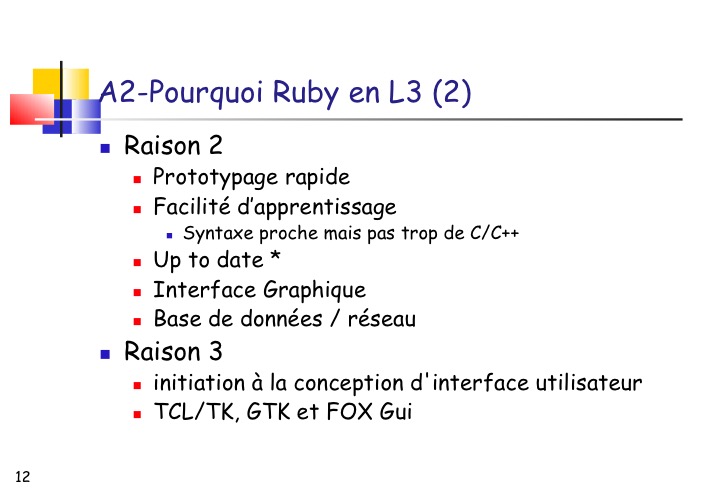 A2-Pourquoi Ruby en L3 (2)
Raison 2
Prototypage rapide
Facilité d’apprentissage
Syntaxe proche mais pas trop de C/C++
Up to date *
Interface Graphique
Base de données / réseau
Raison 3
initiation à la conception d'interface utilisateur
TCL/TK, GTK et FOX Gui
12